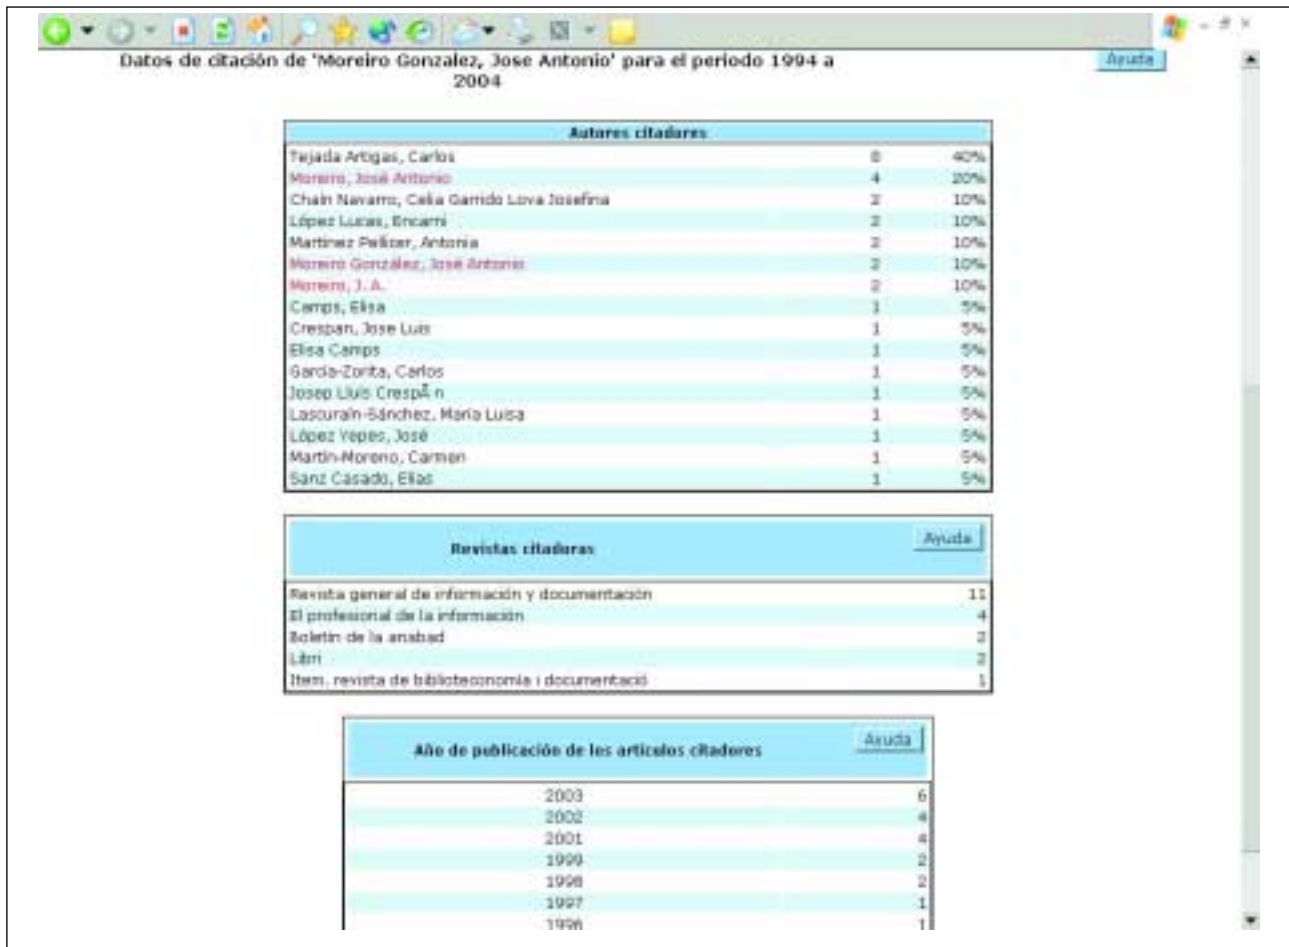 Datos de citación de 'Moreiro Gonzalez, Jose Antonio' para el periodo 1994 a
2004
Ayuda
Autores citadores
Tejada Artigas, Carlos 8 40%
Moreiro, José Antonio 4 20%
Chaín Navarro, Celia Garrido Lova Josefina 2 10%
López Lucas, Encarni 2 10%
Martínez Pellicer, Antonia 2 10%
Moreiro González, José Antonio 2 10%
Moreiro, J. A. 2 10%
Camps, Elisa 1 5%
Crespan, Jose Luis 1 5%
Elisa Camps 1 5%
García-Zorita, Carlos 1 5%
Josep Lluis CrespÃ n 1 5%
Lascuraín-Sánchez, María Luisa 1 5%
López Yepes, José 1 5%
Martín-Moreno, Carmen 1 5%
Sanz Casado, Elías 1 5%
Revistas citadoras
Ayuda
Revista general de información y documentación 11
El profesional de la información 4
Boletín de la anabad 2
Libri 2
Item. revista de biblioteconomia i documentació 1
Año de publicación de los artículos citadores
Ayuda
2003 6
2002 4
2001 4
1999 2
1998 2
1997 1
1996 1